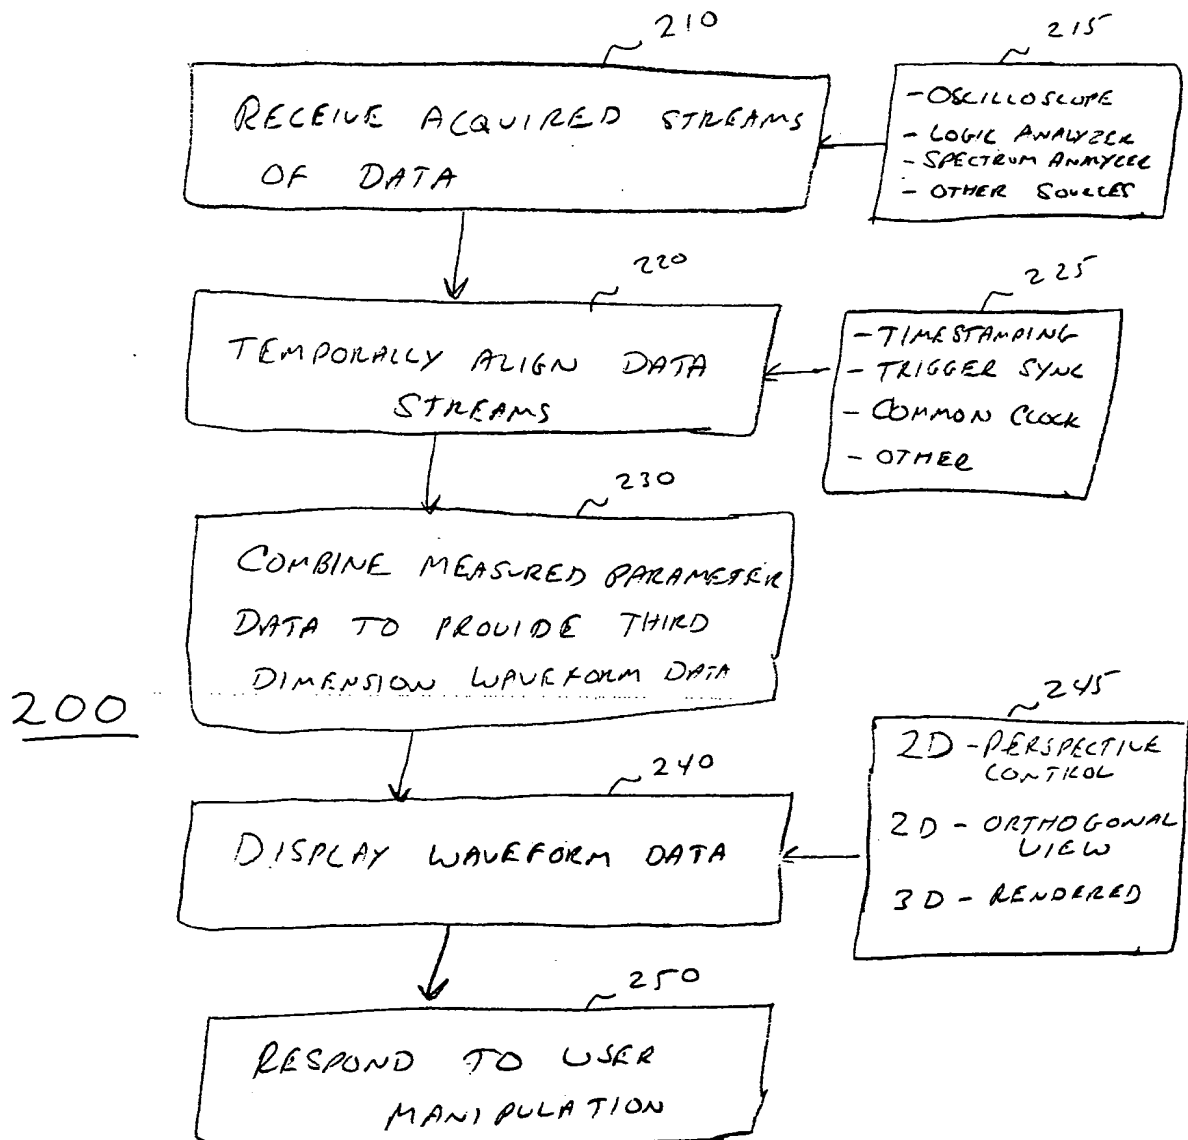 210
RECEIVE ACQUIRED STREAMS
OF DATA
215
- OSCILLOSCOPE
- LOGIC ANALYZER
- SPECTRUM ANALYZER
- OTHER SOURCES
220
TEMPORALLY ALIGN DATA
STREAMS
225
- TIMESTAMPING
- TRIGGER SYNC
- COMMON CLOCK
- OTHER
230
COMBINE MEASURED PARAMETER
DATA TO PROVIDE THIRD
DIMENSION WAVEFORM DATA
200
240
DISPLAY WAVEFORM DATA
245
2D - PERSPECTIVE
CONTROL
2D - ORTHOGONAL
VIEW
3D - RENDERED
250
RESPOND TO USER
MANIPULATION